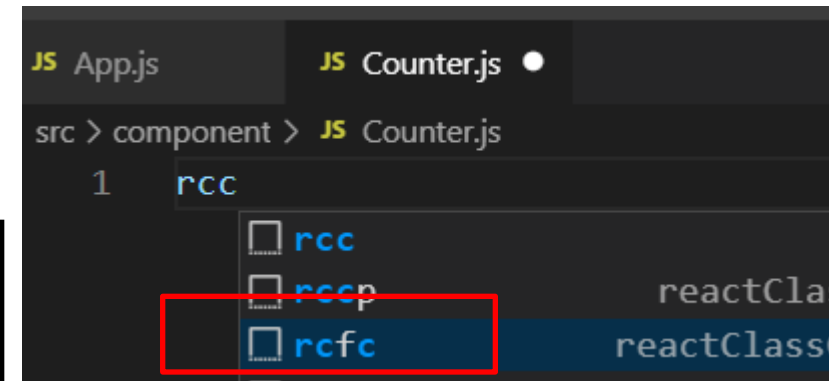 JS App.js JS Counter.js
src > component > JS Counter.js
1 rcc
rcc
rccp reactCla
rcfc reactClass